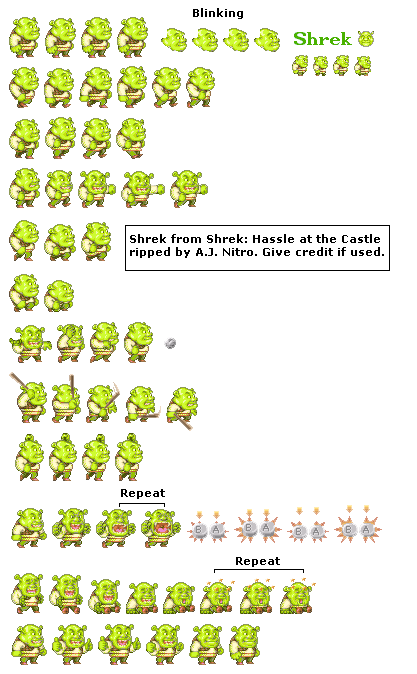 Blinking
Shrek
Shrek from Shrek: Hassle at the Castle
ripped by A.J. Nitro. Give credit if used.
Repeat
B A B A B A B A
Repeat